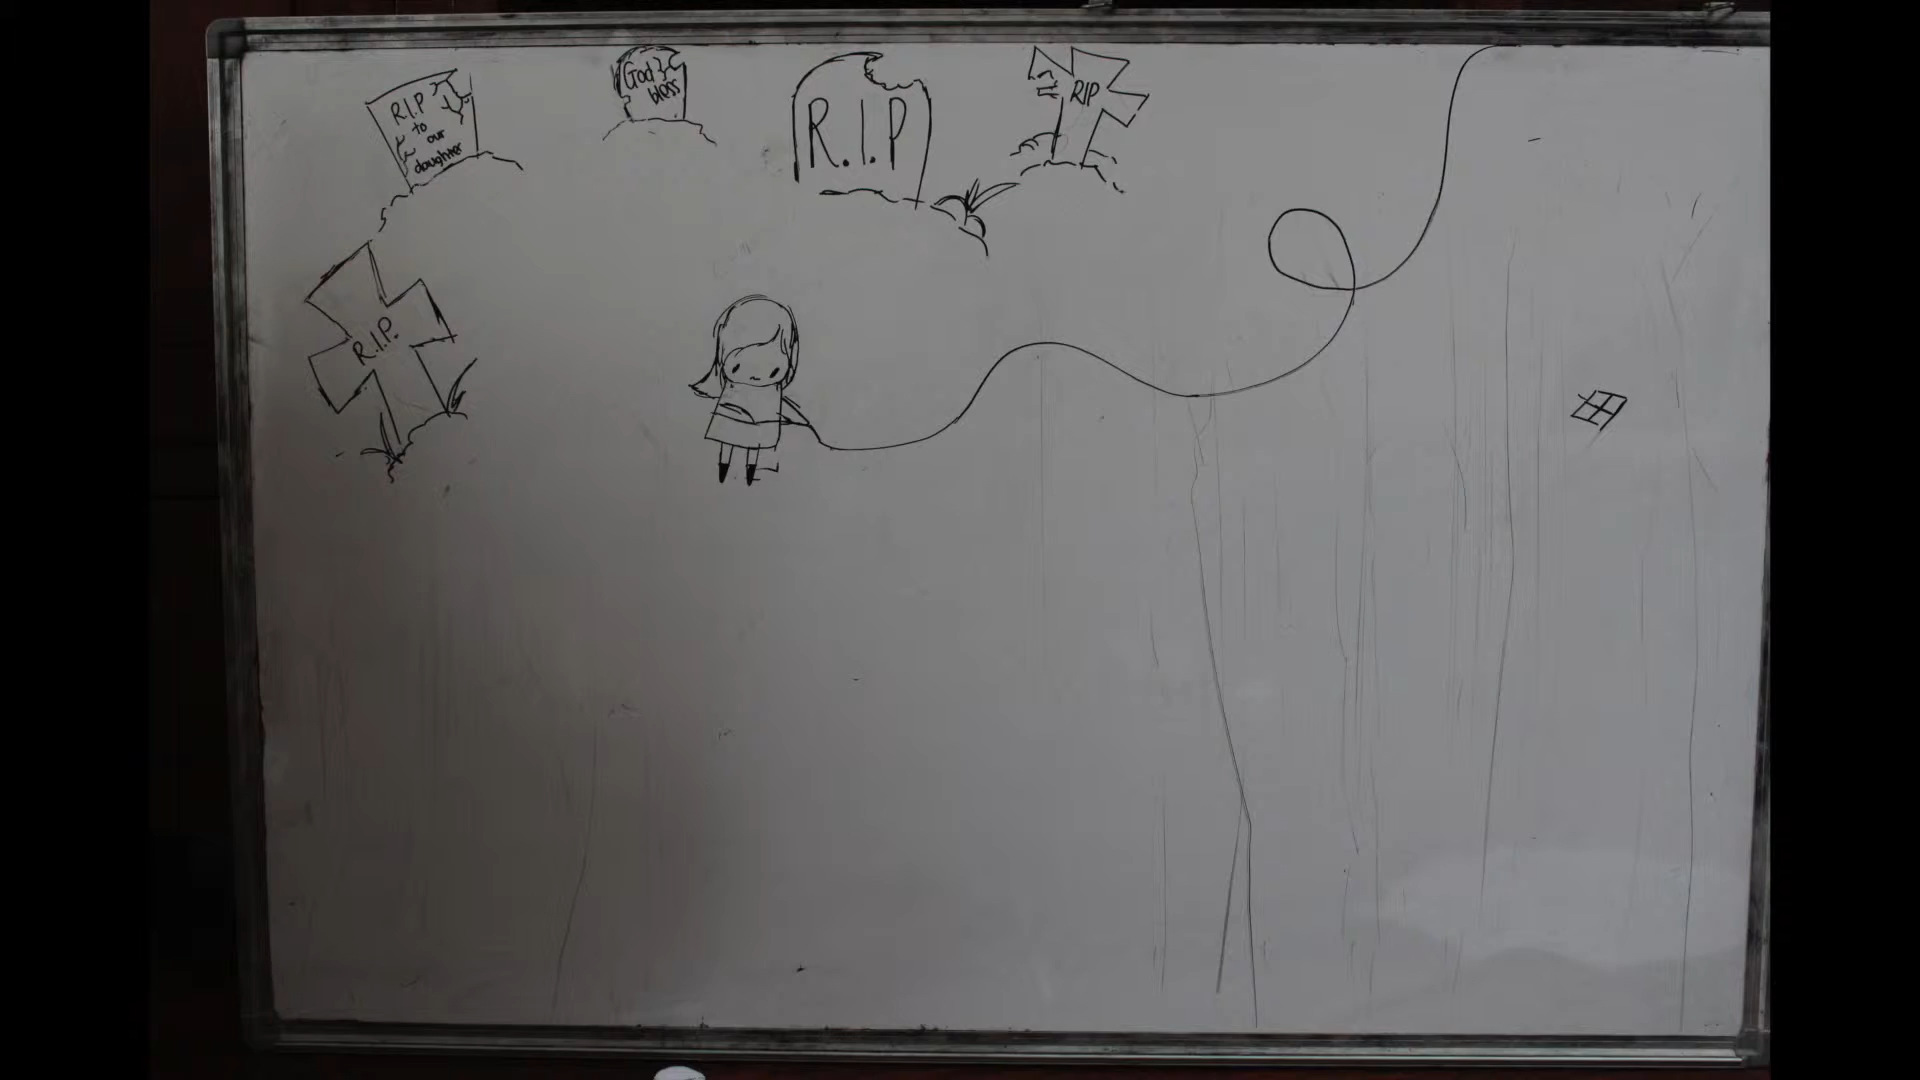 R.I.P
to
our
daughter
God
bless
R.I.P
RIP
R.I.P.